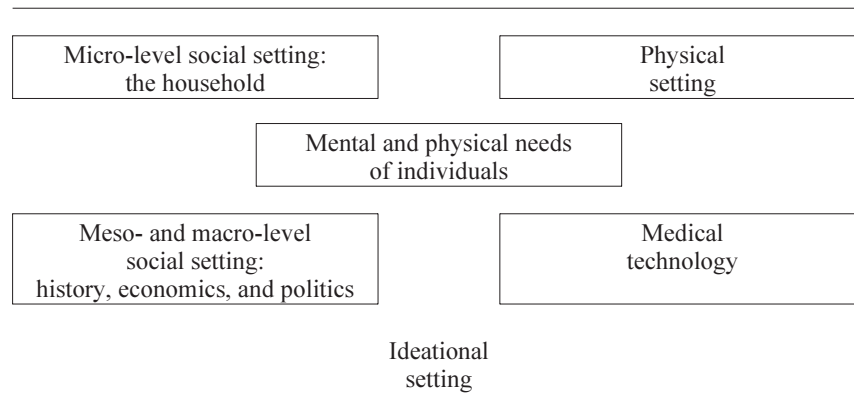 Micro-level social setting:
the household
Physical
setting
Mental and physical needs
of individuals
Meso- and macro-level
social setting:
history, economics, and politics
Medical
technology
Ideational
setting